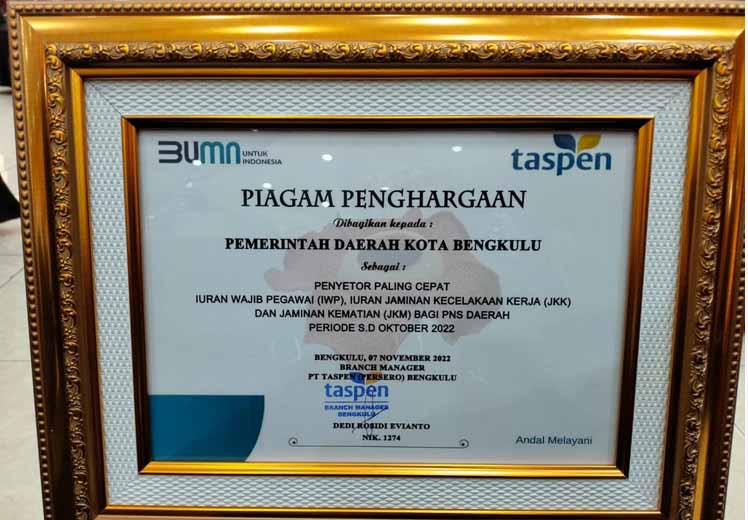 BUMN UNTUK INDONESIA
taspen
PIAGAM PENGHARGAAN
Dibagikan kepada :
PEMERINTAH DAERAH KOTA BENGKULU
Sebagai :
PENYETOR PALING CEPAT
IURAN WAJIB PEGAWAI (IWP), IURAN JAMINAN KECELAKAAN KERJA (JKK)
DAN JAMINAN KEMATIAN (JKM) BAGI PNS DAERAH
PERIODE S.D OKTOBER 2022
BENGKULU, 07 NOVEMBER 2022
BRANCH MANAGER
PT TASPEN (PERSERO) BENGKULU
taspen
BRANCH MANAGER
BENGKULU
DEDI ROSIDI EVIANTO
NIK. 1274
Andal Melayani